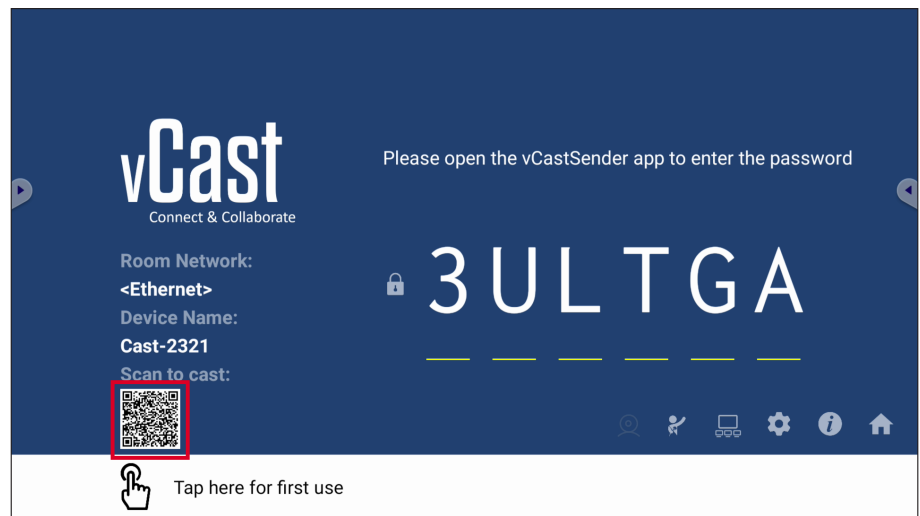 vCast
Connect & Collaborate
Please open the vCastSender app to enter the password
Room Network:
<Ethernet>
Device Name:
Cast-2321
Scan to cast:
3ULTGA
Tap here for first use